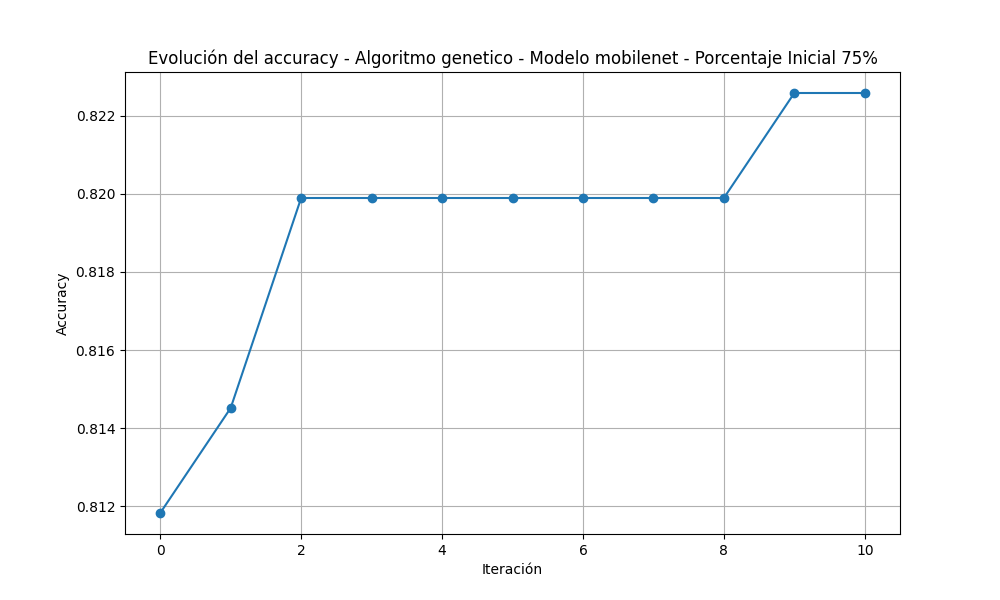 Evolución del accuracy - Algoritmo genetico - Modelo mobilenet - Porcentaje Inicial 75%
0.822
0.820
0.818
0.816
0.814
0.812
Accuracy
0 2 4 6 8 10
Iteración